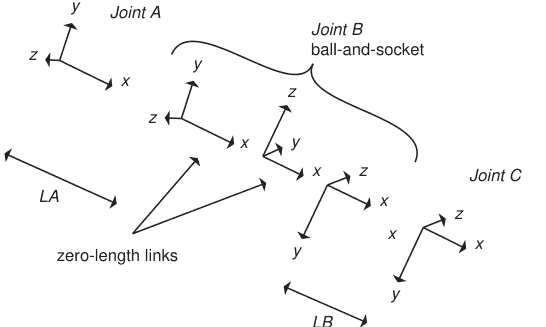 y
Joint A
z
x
Joint B
ball-and-socket
y
z
x
z
y
x
z
x
y
Joint C
x
z
x
y
LA
zero-length links
LB